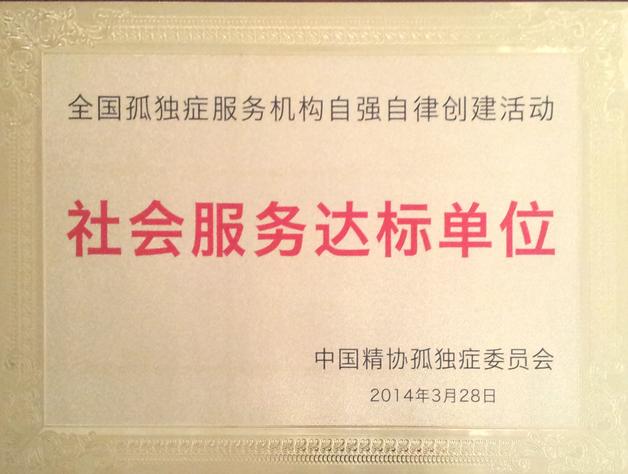 全国孤独症服务机构自强自律创建活动
社会服务达标单位
中国精协孤独症委员会
2014年3月28日